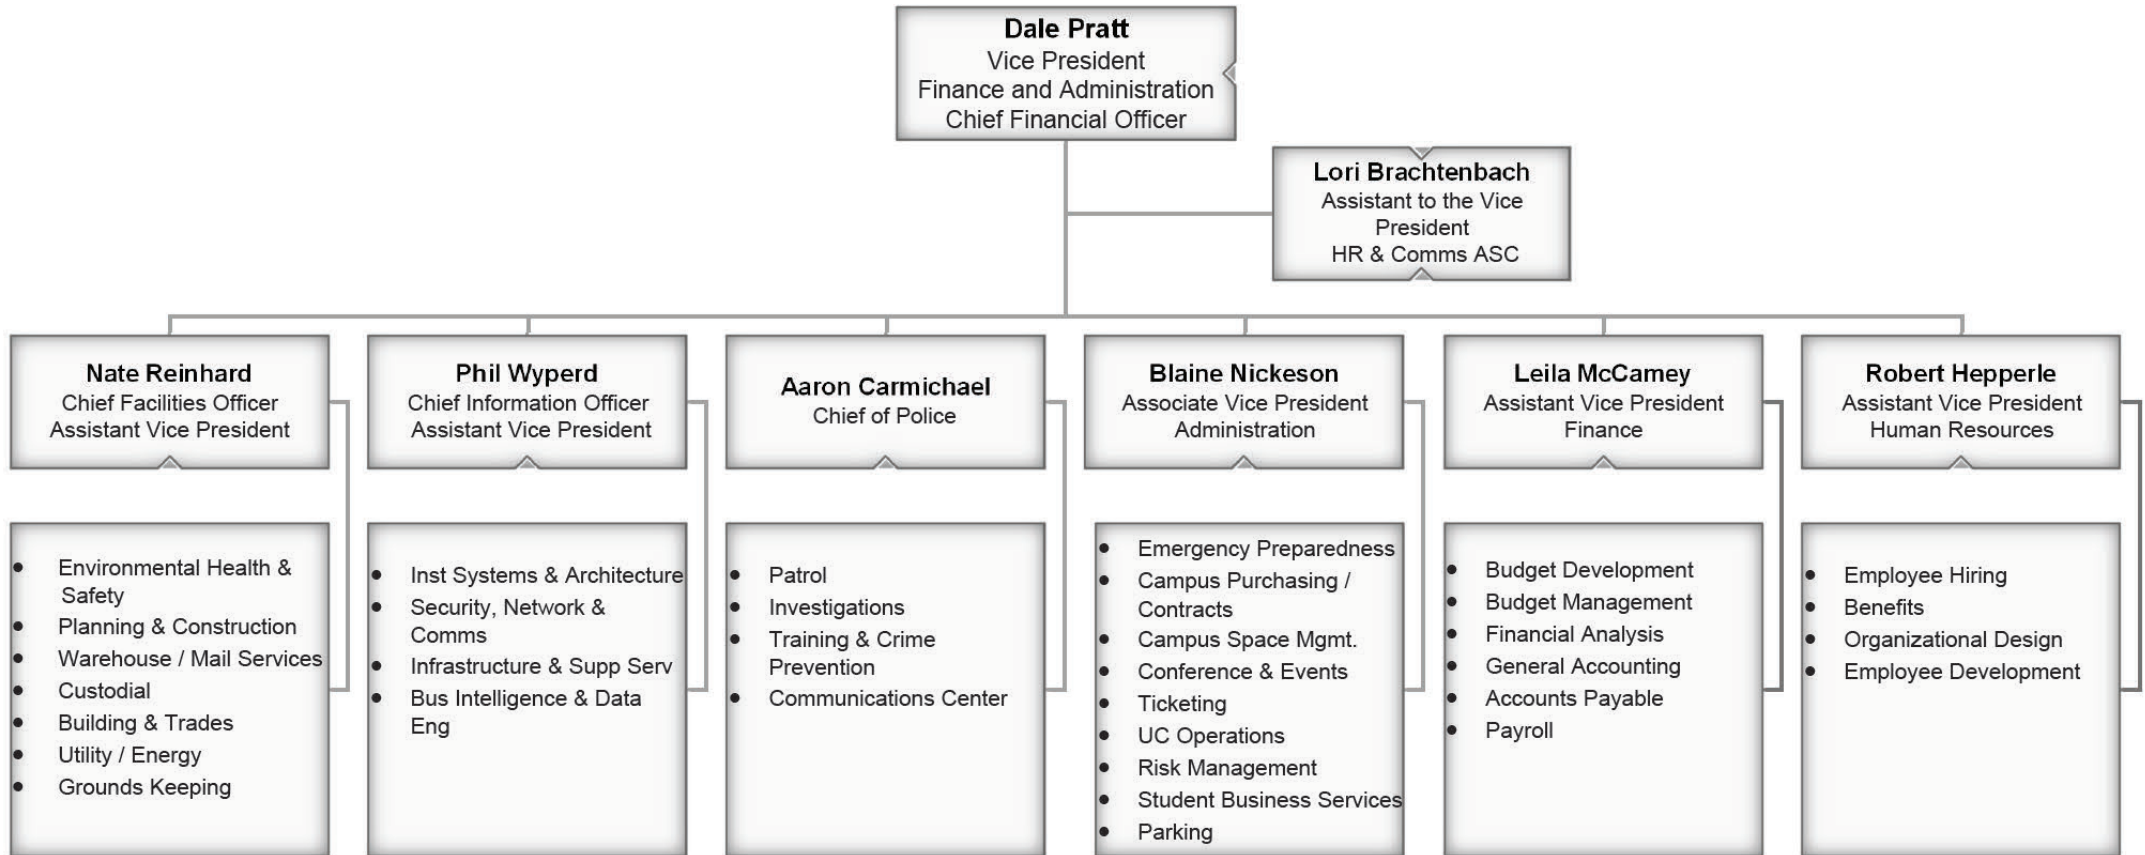 Dale Pratt
Vice President
Finance and Administration
Chief Financial Officer
Lori Brachtenbach
Assistant to the Vice
President
HR & Comms ASC
Nate Reinhard
Chief Facilities Officer
Assistant Vice President
Phil Wyperd
Chief Information Officer
Assistant Vice President
Aaron Carmichael
Chief of Police
Blaine Nickeson
Associate Vice President
Administration
Leila McCamey
Assistant Vice President
Finance
Robert Hepperle
Assistant Vice President
Human Resources
• Environmental Health &
Safety
• Planning & Construction
• Warehouse / Mail Services
• Custodial
• Building & Trades
• Utility / Energy
• Grounds Keeping
• Inst Systems & Architecture
• Security, Network &
Comms
• Infrastructure & Supp Serv
• Bus Intelligence & Data
Eng
• Patrol
• Investigations
• Training & Crime
Prevention
• Communications Center
• Emergency Preparedness
• Campus Purchasing /
Contracts
• Campus Space Mgmt.
• Conference & Events
• Ticketing
• UC Operations
• Risk Management
• Student Business Services
• Parking
• Budget Development
• Budget Management
• Financial Analysis
• General Accounting
• Accounts Payable
• Payroll
• Employee Hiring
• Benefits
• Organizational Design
• Employee Development